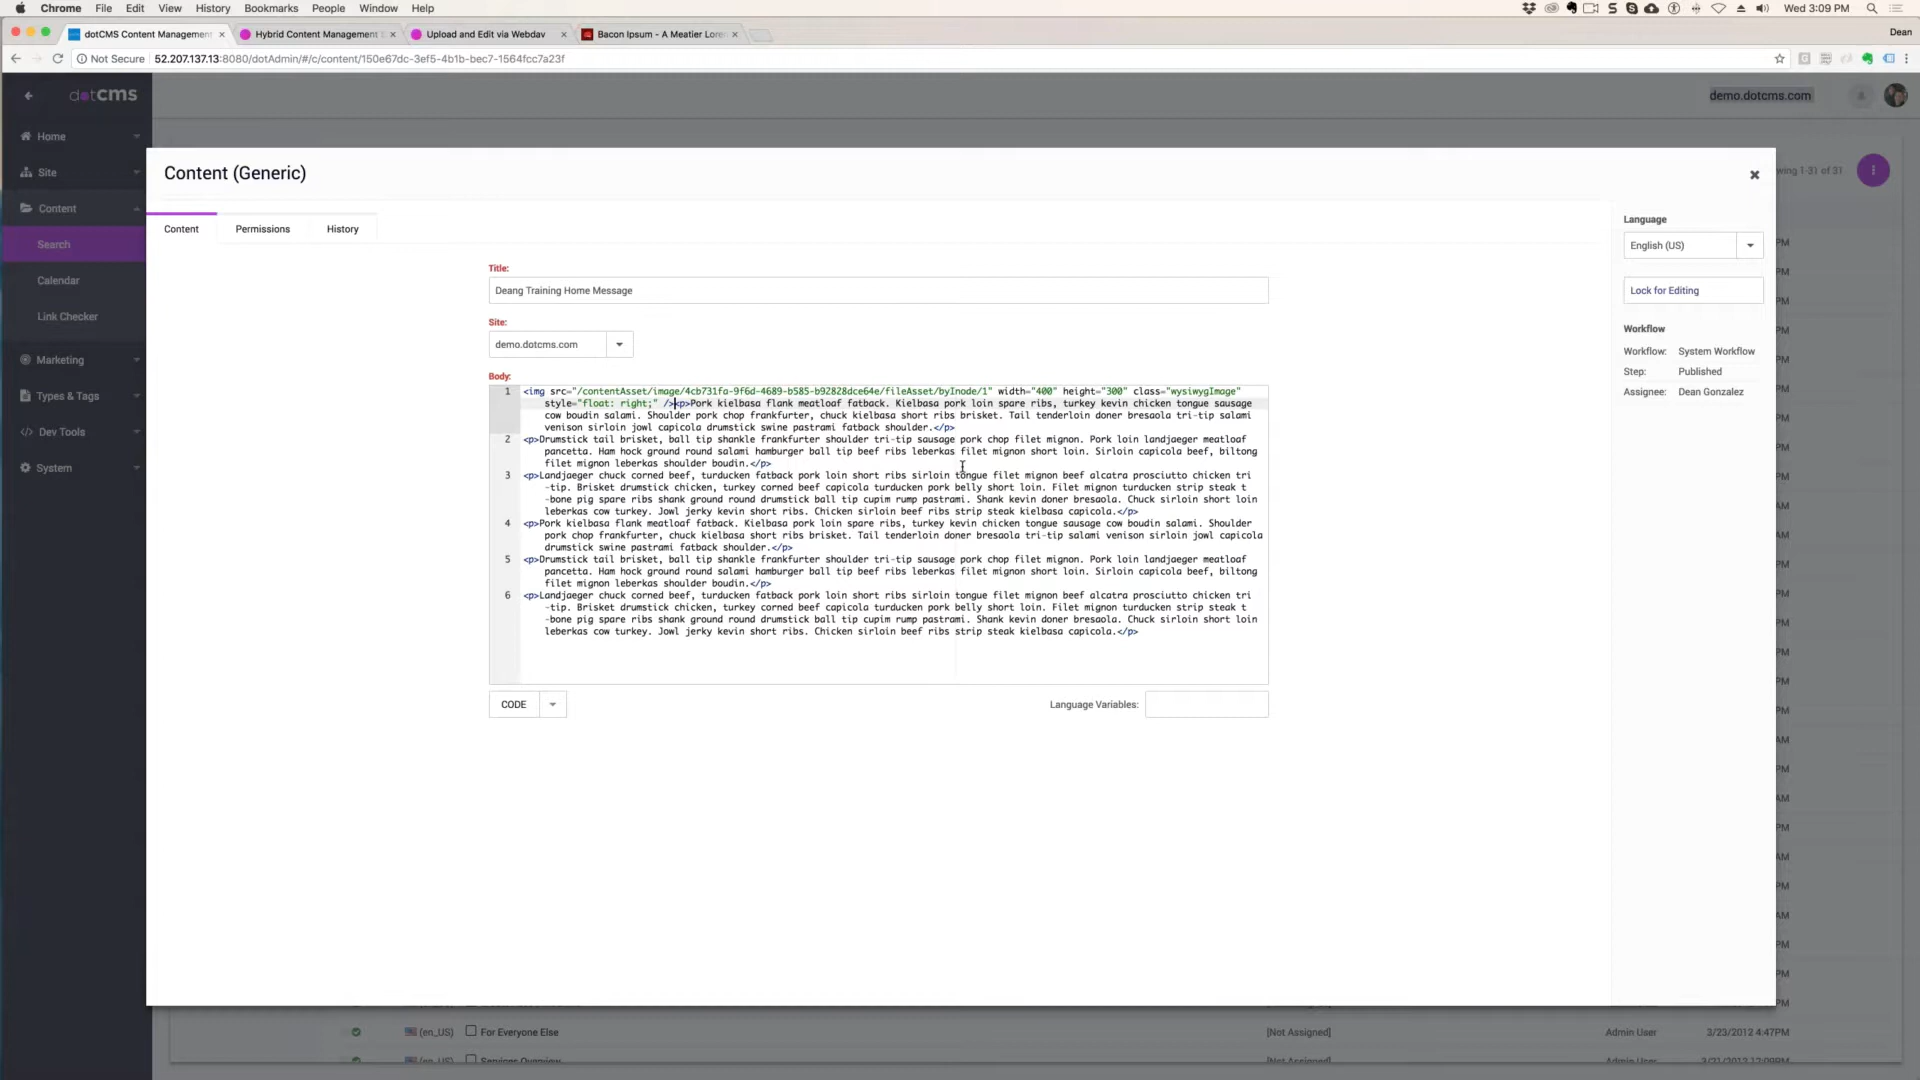 Chrome File Edit View History Bookmarks People Window Help
Wed 3:09 PM
dotCMS Content Management
Hybrid Content Management
Upload and Edit via Webdav
Bacon Ipsum - A Meatier Lore
Dean
Not Secure 52.207.137.13:8080/dotAdmin/#/c/content/150e67dc-3ef5-4b1b-bec7-1564fcc7a23f
dotCMS
demo.dotcms.com
Home
Site
Content
Search
Calendar
Link Checker
Marketing
Types & Tags
Dev Tools
System
wing 1-31 of 31
Content (Generic)
Content
Permissions
History
Title:
Deang Training Home Message
Site:
demo.dotcms.com
Body:
1 <img src="/contentAsset/image/4cb731fa-9f6d-4689-b585-b92828dce64e/fileAsset/byInode/1" width="400" height="300" class="wysiwygImage"
style="float: right;" /><p>Pork kielbasa flank meatloaf fatback. Kielbasa pork loin spare ribs, turkey kevin chicken tongue sausage
cow boudin salami. Shoulder pork chop frankfurter, chuck kielbasa short ribs brisket. Tail tenderloin doner bresaola tri-tip salami
venison sirloin jowl capicola drumstick swine pastrami fatback shoulder.</p>
2 <p>Drumstick tail brisket, ball tip shankle frankfurter shoulder tri-tip sausage pork chop filet mignon. Pork loin landjaeger meatloaf
pancetta. Ham hock ground round salami hamburger ball tip beef ribs leberkas filet mignon short loin. Sirloin capicola beef, biltong
filet mignon leberkas shoulder boudin.</p>
3 <p>Landjaeger chuck corned beef, turducken fatback pork loin short ribs sirloin tongue filet mignon beef alcatra prosciutto chicken tri
-tip. Brisket drumstick chicken, turkey corned beef capicola turducken pork belly short loin. Filet mignon turducken strip steak t
-bone pig spare ribs shank ground round drumstick ball tip cupim rump pastrami. Shank kevin doner bresaola. Chuck sirloin short loin
leberkas cow turkey. Jowl jerky kevin short ribs. Chicken sirloin beef ribs strip steak kielbasa capicola.</p>
4 <p>Pork kielbasa flank meatloaf fatback. Kielbasa pork loin spare ribs, turkey kevin chicken tongue sausage cow boudin salami. Shoulder
pork chop frankfurter, chuck kielbasa short ribs brisket. Tail tenderloin doner bresaola tri-tip salami venison sirloin jowl capicola
drumstick swine pastrami fatback shoulder.</p>
5 <p>Drumstick tail brisket, ball tip shankle frankfurter shoulder tri-tip sausage pork chop filet mignon. Pork loin landjaeger meatloaf
pancetta. Ham hock ground round salami hamburger ball tip beef ribs leberkas filet mignon short loin. Sirloin capicola beef, biltong
filet mignon leberkas shoulder boudin.</p>
6 <p>Landjaeger chuck corned beef, turducken fatback pork loin short ribs sirloin tongue filet mignon beef alcatra prosciutto chicken tri
-tip. Brisket drumstick chicken, turkey corned beef capicola turducken pork belly short loin. Filet mignon turducken strip steak t
-bone pig spare ribs shank ground round drumstick ball tip cupim rump pastrami. Shank kevin doner bresaola. Chuck sirloin short loin
leberkas cow turkey. Jowl jerky kevin short ribs. Chicken sirloin beef ribs strip steak kielbasa capicola.</p>
CODE
Language Variables:
Language
English (US)
Lock for Editing
Workflow
Workflow: System Workflow
Step: Published
Assignee: Dean Gonzalez
(en_US) For Everyone Else [Not Assigned] Admin User 3/23/2012 4:47PM
(en_US) Services Overview [Not Assigned] Admin User 3/21/2012 12:09PM